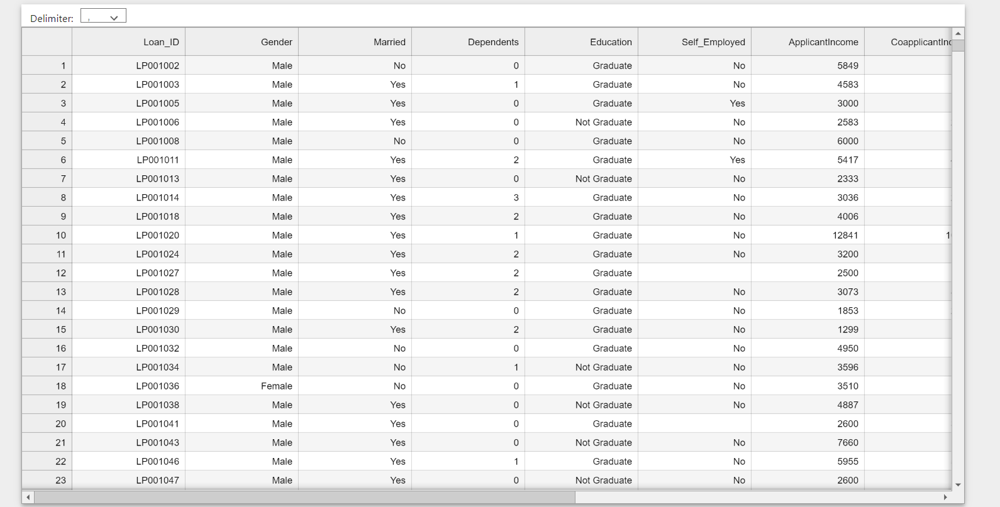 Delimiter: ,
Loan_ID Gender Married Dependents Education Self_Employed ApplicantIncome
1 LP001002 Male No 0 Graduate No 5849
2 LP001003 Male Yes 1 Graduate No 4583
3 LP001005 Male Yes 0 Graduate Yes 3000
4 LP001006 Male Yes 0 Not Graduate No 2583
5 LP001008 Male No 0 Graduate No 6000
6 LP001011 Male Yes 2 Graduate Yes 5417
7 LP001013 Male Yes 0 Not Graduate No 2333
8 LP001014 Male Yes 3 Graduate No 3036
9 LP001018 Male Yes 2 Graduate No 4006
10 LP001020 Male Yes 1 Graduate No 12841
11 LP001024 Male Yes 2 Graduate No 3200
12 LP001027 Male Yes 2 Graduate 2500
13 LP001028 Male Yes 2 Graduate No 3073
14 LP001029 Male No 0 Graduate No 1853
15 LP001030 Male Yes 2 Graduate No 1299
16 LP001032 Male No 0 Graduate No 4950
17 LP001034 Male No 1 Not Graduate No 3596
18 LP001036 Female No 0 Graduate No 3510
19 LP001038 Male Yes 0 Not Graduate No 4887
20 LP001041 Male Yes 0 Graduate 2600
21 LP001043 Male Yes 0 Not Graduate No 7660
22 LP001046 Male Yes 1 Graduate No 5955
23 LP001047 Male Yes 0 Not Graduate No 2600